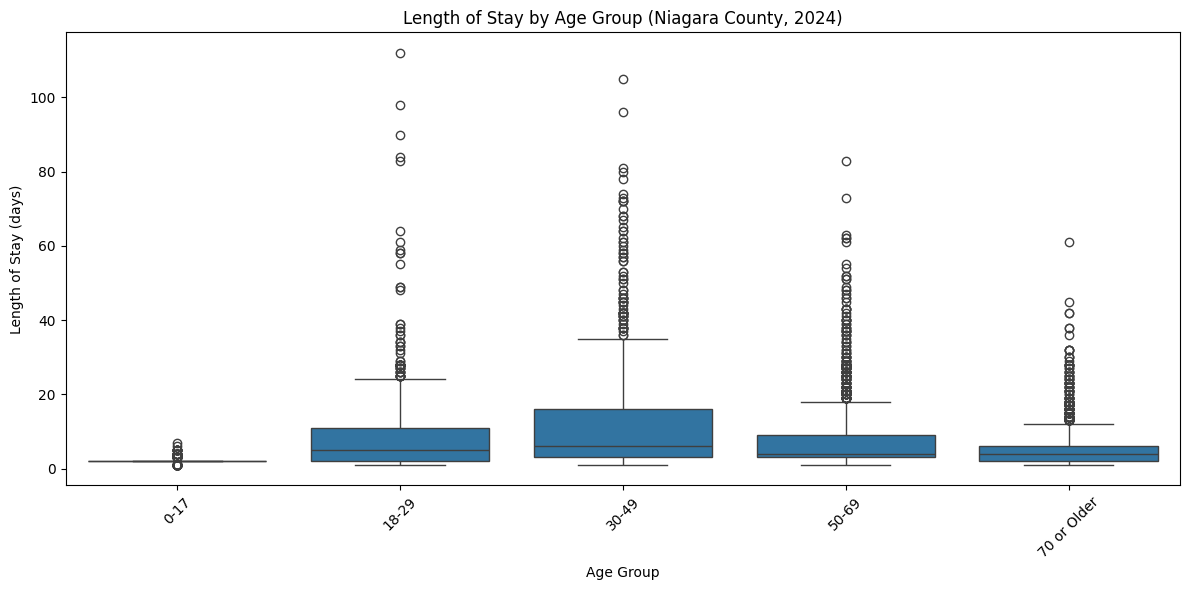 Length of Stay by Age Group (Niagara County, 2024)
Length of Stay (days)
100
80
60
40
20
0
0-17
18-29
30-49
50-69
70 or Older
Age Group